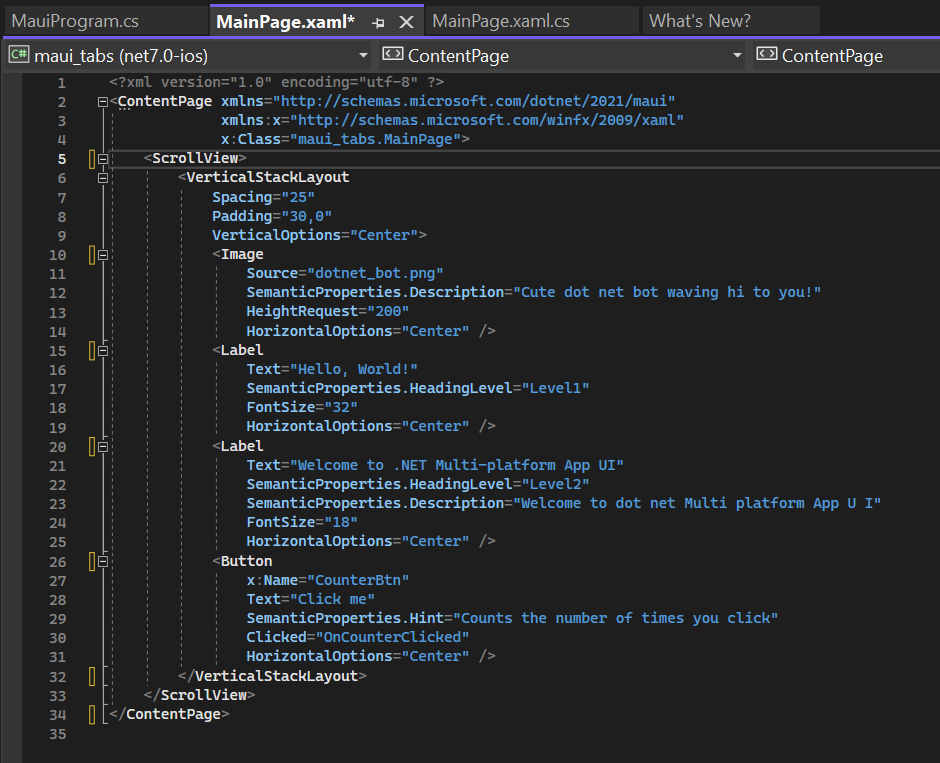 MauiProgram.cs MainPage.xaml* MainPage.xaml.cs What's New?
C# maui_tabs (net7.0-ios) ContentPage ContentPage
1 <?xml version="1.0" encoding="utf-8" ?>
2 <ContentPage xmlns="http://schemas.microsoft.com/dotnet/2021/maui"
3 xmlns:x="http://schemas.microsoft.com/winfx/2009/xaml"
4 x:Class="maui_tabs.MainPage">
5 <ScrollView>
6 <VerticalStackLayout
7 Spacing="25"
8 Padding="30,0"
9 VerticalOptions="Center">
10 <Image
11 Source="dotnet_bot.png"
12 SemanticProperties.Description="Cute dot net bot waving hi to you!"
13 HeightRequest="200"
14 HorizontalOptions="Center" />
15 <Label
16 Text="Hello, World!"
17 SemanticProperties.HeadingLevel="Level1"
18 FontSize="32"
19 HorizontalOptions="Center" />
20 <Label
21 Text="Welcome to .NET Multi-platform App UI"
22 SemanticProperties.HeadingLevel="Level2"
23 SemanticProperties.Description="Welcome to dot net Multi platform App U I"
24 FontSize="18"
25 HorizontalOptions="Center" />
26 <Button
27 x:Name="CounterBtn"
28 Text="Click me"
29 SemanticProperties.Hint="Counts the number of times you click"
30 Clicked="OnCounterClicked"
31 HorizontalOptions="Center" />
32 </VerticalStackLayout>
33 </ScrollView>
34 </ContentPage>
35